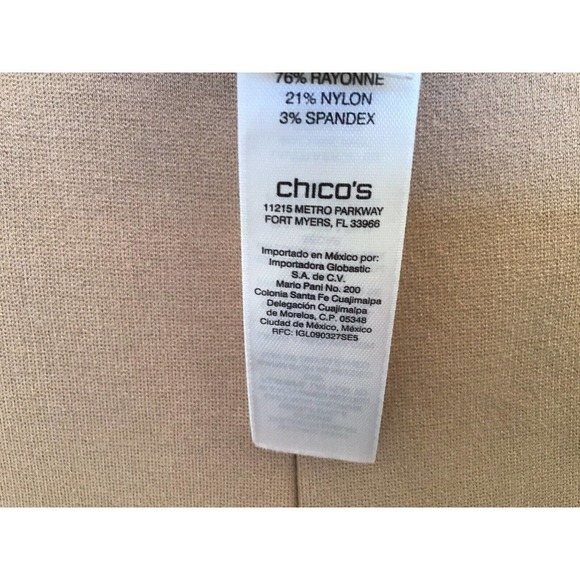 76% RAYONNE
21% NYLON
3% SPANDEX
chico's
11215 METRO PARKWAY
FORT MYERS, FL 33966
Importado en México por:
Importadora Globastic
S.A. de C.V.
Mario Pani No. 200
Colonia Santa Fe Cuajimalpa
Delegación Cuajimalpa
de Morelos, C.P. 05348
Ciudad de México, México
RFC: IGL090327SE5